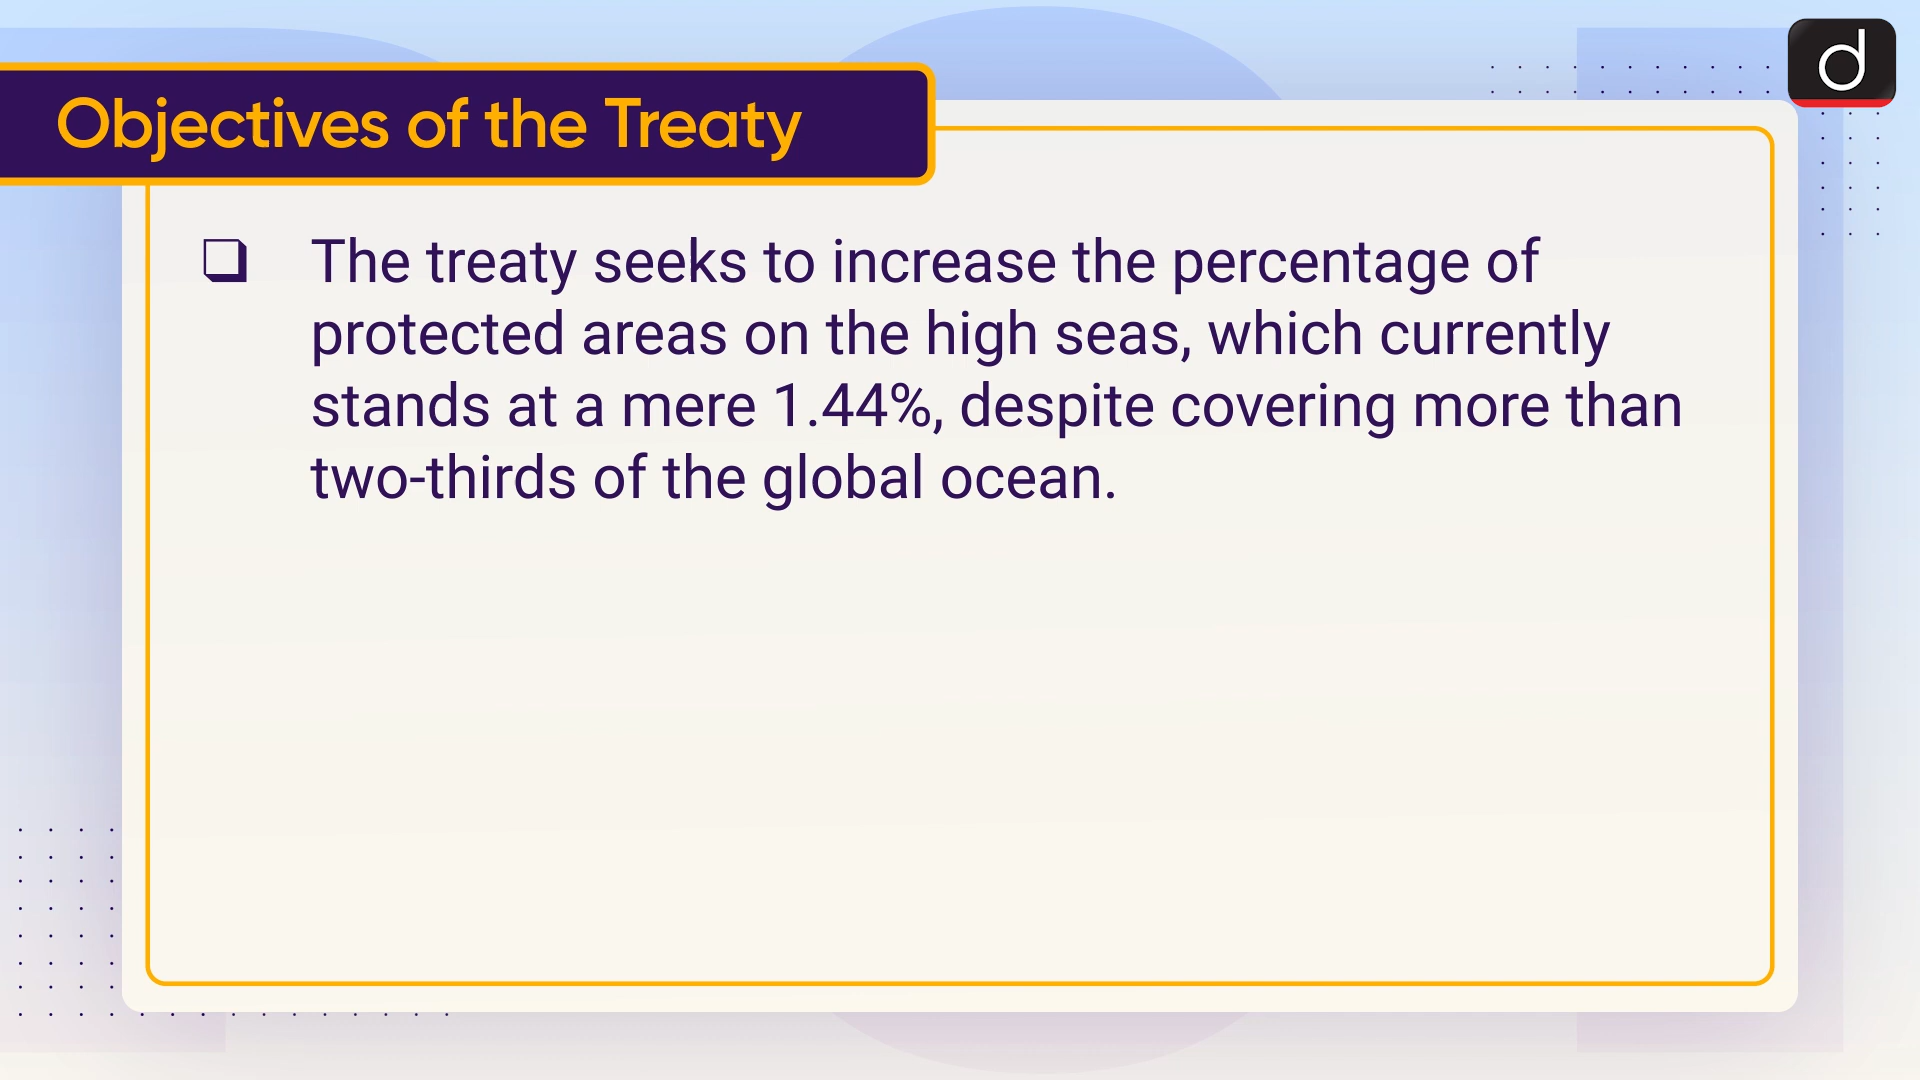 d
Objectives of the Treaty
❑ The treaty seeks to increase the percentage of
protected areas on the high seas, which currently
stands at a mere 1.44%, despite covering more than
two-thirds of the global ocean.